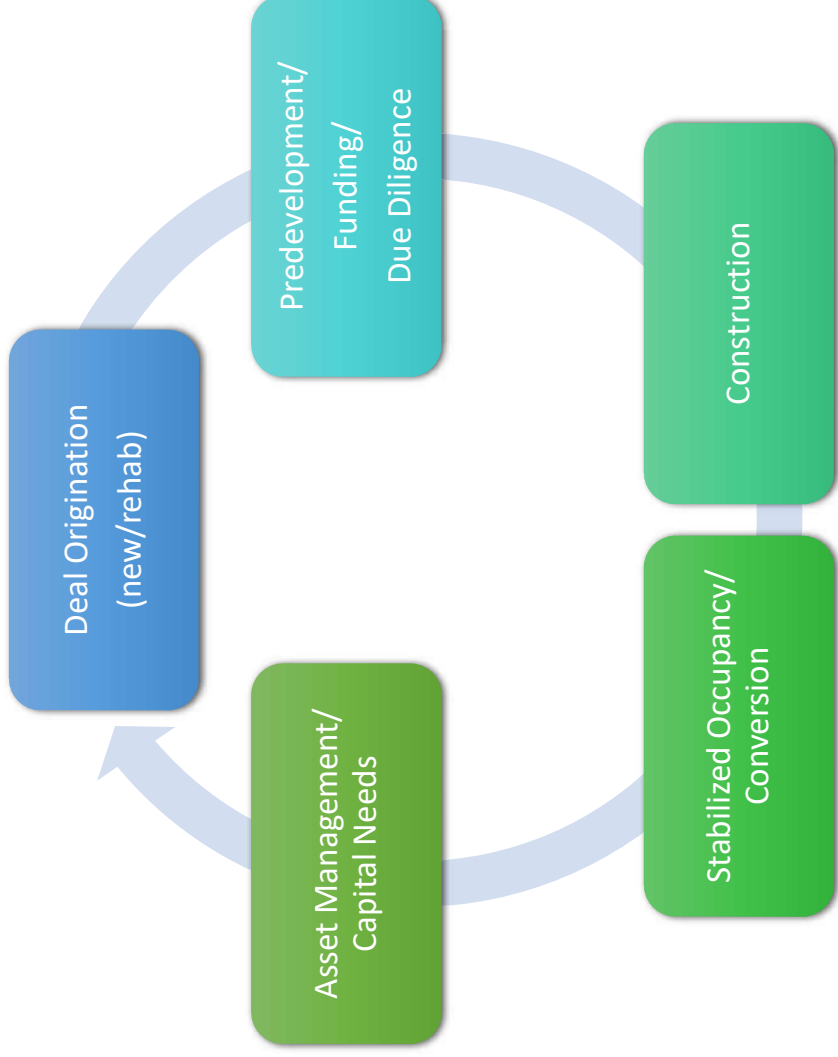 Deal Origination
(new/rehab)
Predevelopment/
Funding/
Due Diligence
Construction
Stabilized Occupancy/
Conversion
Asset Management/
Capital Needs